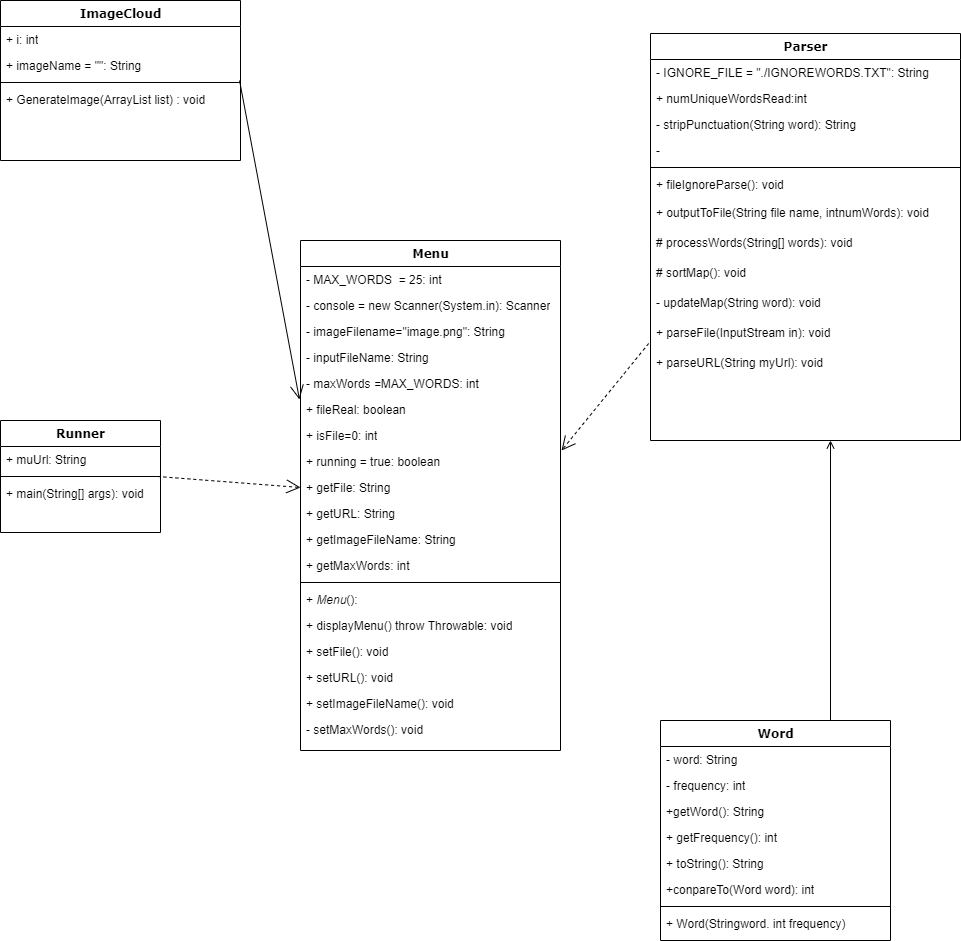 ImageCloud
+ i: int
+ imageName = "": String
+ GenerateImage(ArrayList list) : void
Parser
- IGNORE_FILE = "./IGNOREWORDS.TXT": String
+ numUniqueWordsRead:int
- stripPunctuation(String word): String
-
+ fileIgnoreParse(): void
+ outputToFile(String file name, intnumWords): void
# processWords(String[] words): void
# sortMap(): void
- updateMap(String word): void
+ parseFile(InputStream in): void
+ parseURL(String myUrl): void
Menu
- MAX_WORDS  = 25: int
- console = new Scanner(System.in): Scanner
- imageFilename="image.png": String
- inputFileName: String
- maxWords =MAX_WORDS: int
+ fileReal: boolean
+ isFile=0: int
+ running = true: boolean
+ getFile: String
+ getURL: String
+ getImageFileName: String
+ getMaxWords: int
+ Menu():
+ displayMenu() throw Throwable: void
+ setFile(): void
+ setURL(): void
+ setImageFileName(): void
- setMaxWords(): void
Runner
+ muUrl: String
+ main(String[] args): void
Word
- word: String
- frequency: int
+getWord(): String
+ getFrequency(): int
+ toString(): String
+conpareTo(Word word): int
+ Word(Stringword. int frequency)